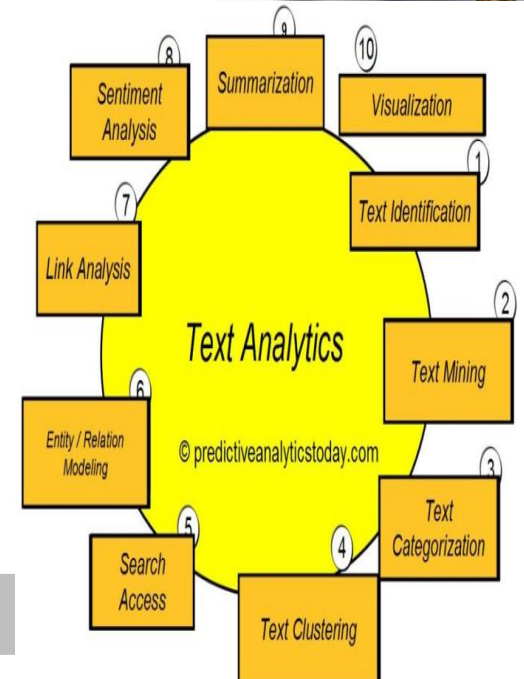 9
Summarization
10
Visualization
8
Sentiment
Analysis
1
Text Identification
7
Link Analysis
2
Text Mining
Text Analytics
© predictiveanalyticstoday.com
6
Entity / Relation
Modeling
3
Text
Categorization
5
Search
Access
4
Text Clustering